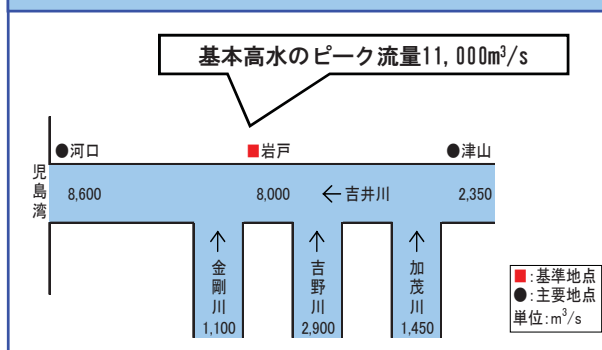 基本高水のピーク流量11,000m³/s
●河口
■岩戸
●津山
児島湾
8,600
8,000
←吉井川
2,350
↑
金剛川
1,100
↑
吉野川
2,900
↑
加茂川
1,450
■:基準地点
●:主要地点
単位:m³/s